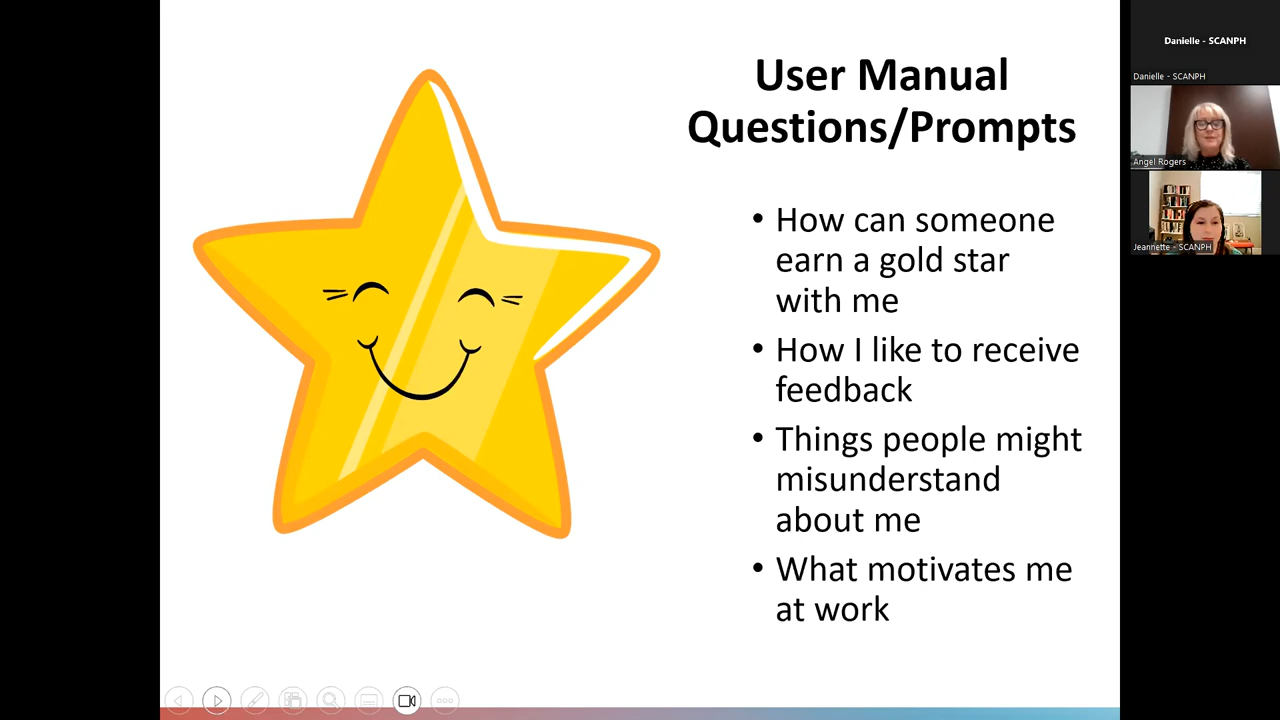 User Manual
Questions/Prompts
• How can someone
earn a gold star
with me
• How I like to receive
feedback
• Things people might
misunderstand
about me
• What motivates me
at work
Danielle - SCANPH
Danielle - SCANPH
Angel Rogers
Jeannette - SCANPH